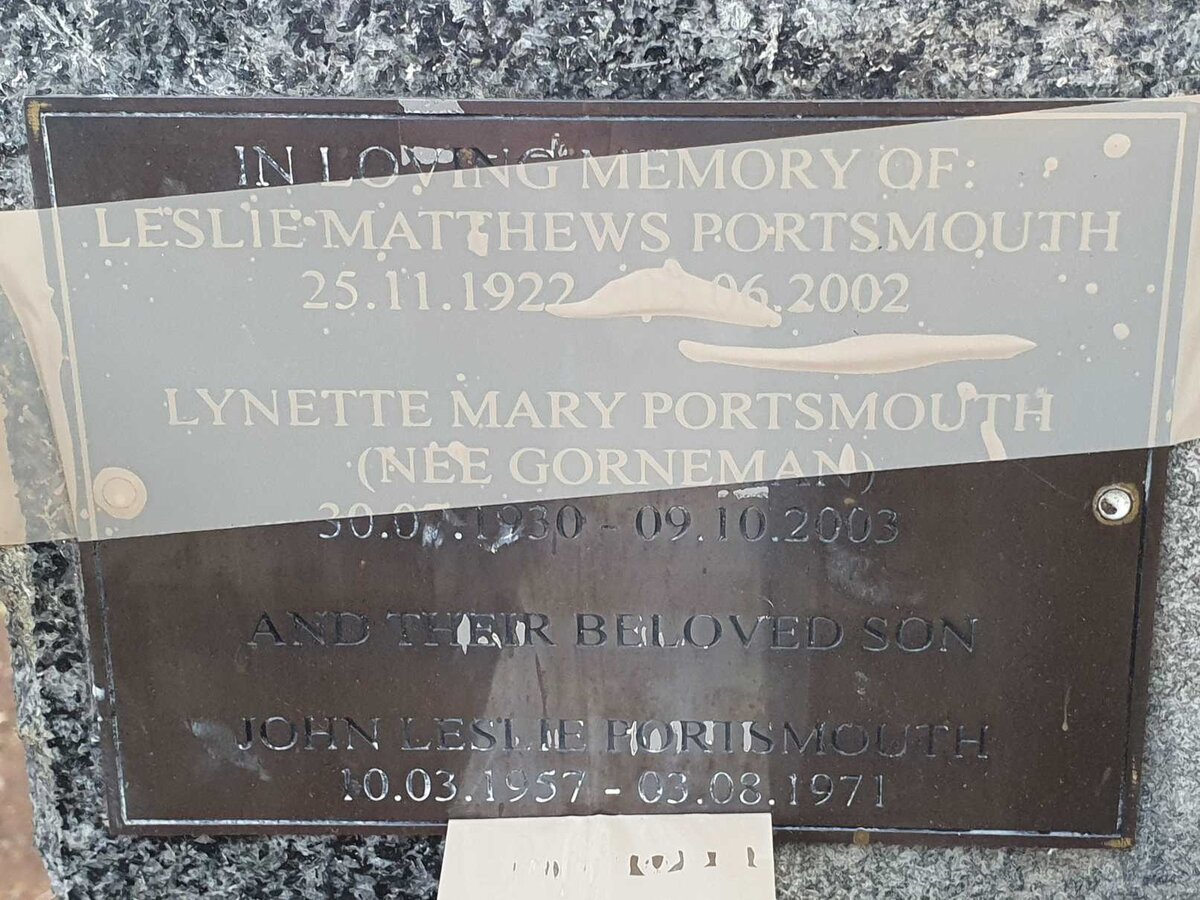 IN LOVING MEMORY OF:
LESLIE MATTHEWS PORTSMOUTH
25.11.1922 06.2002
LYNETTE MARY PORTSMOUTH
(NEE GORNEMAN)
1930 - 09.10.2003
AND THEIR BELOVED SON
JOHN LESLIE PORTSMOUTH
10.03.1957 - 03.08.1971